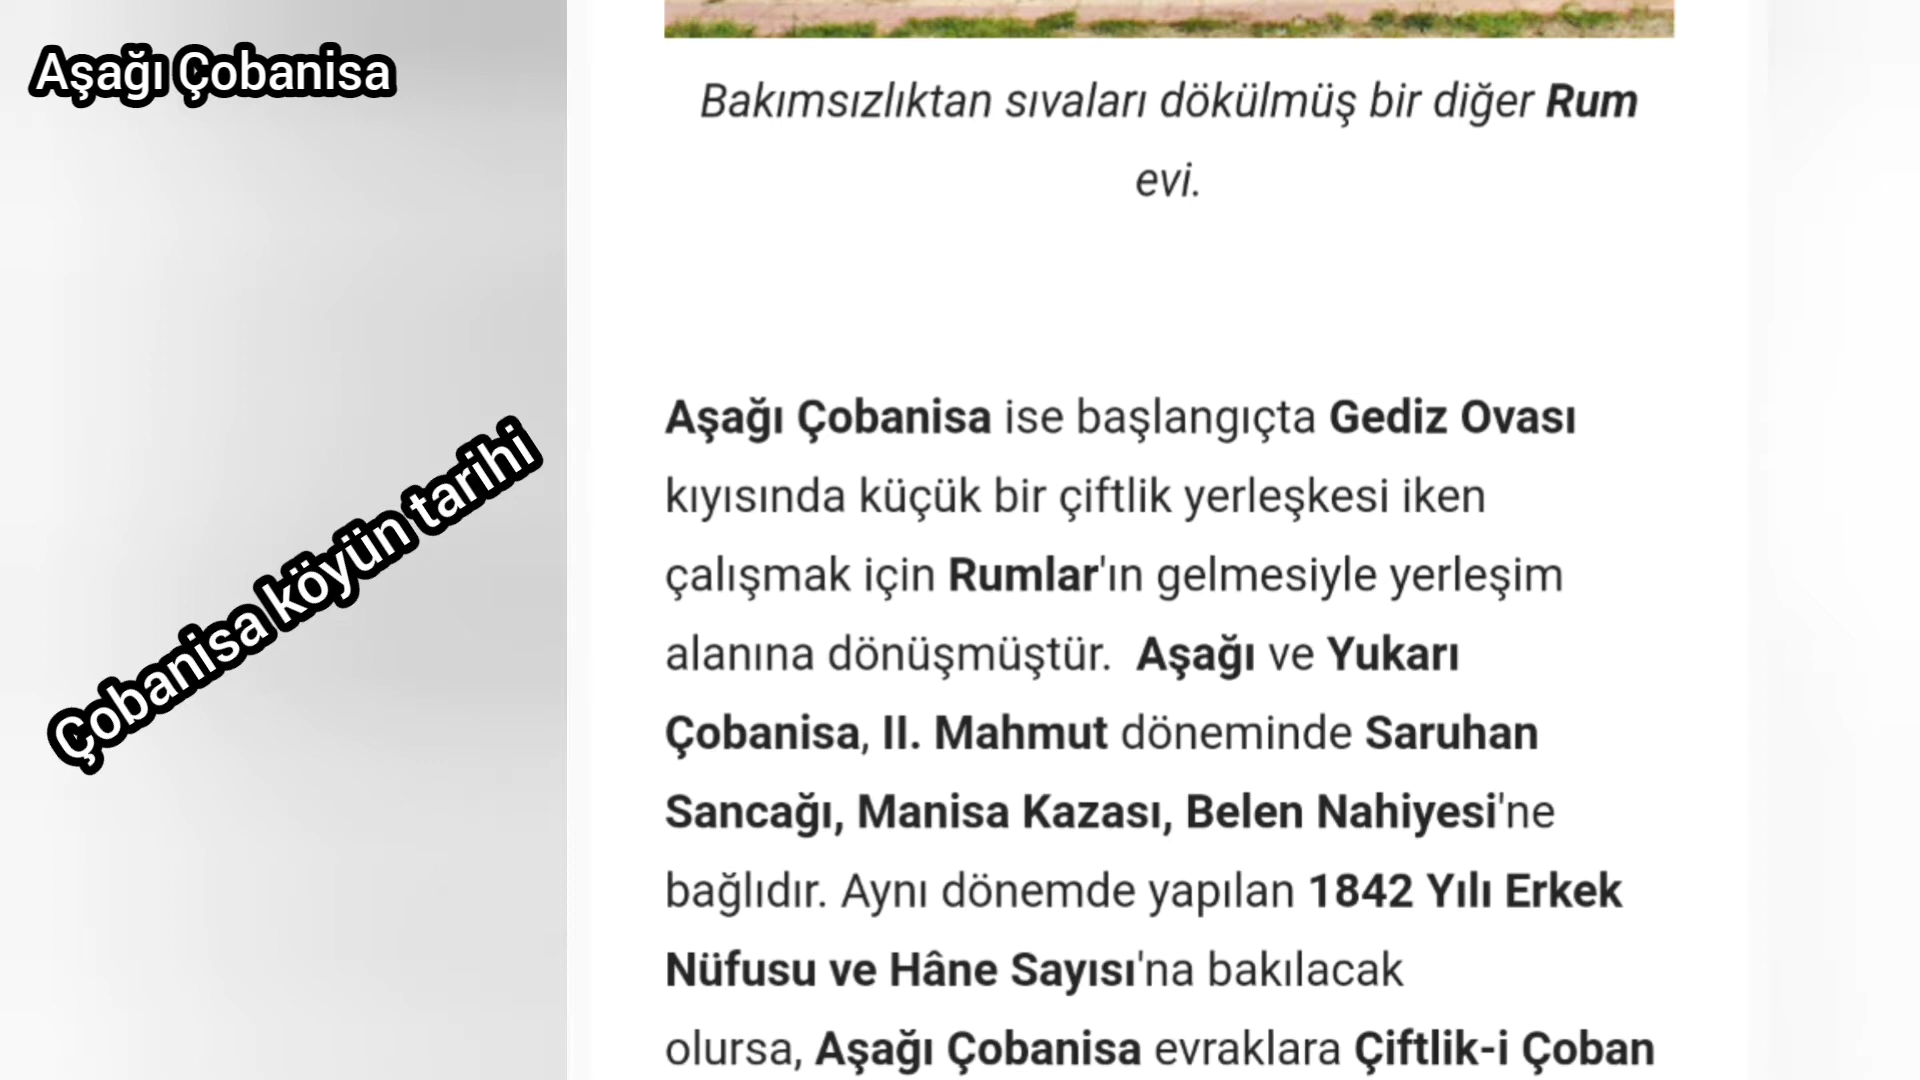 Aşağı Çobanisa
Çobanisa köyün tarihi
Bakımsızlıktan sıvaları dökülmüş bir diğer Rum
evi.
Aşağı Çobanisa ise başlangıçta Gediz Ovası
kıyısında küçük bir çiftlik yerleşkesi iken
çalışmak için Rumlar'ın gelmesiyle yerleşim
alanına dönüşmüştür. Aşağı ve Yukarı
Çobanisa, II. Mahmut döneminde Saruhan
Sancağı, Manisa Kazası, Belen Nahiyesi'ne
bağlıdır. Aynı dönemde yapılan 1842 Yılı Erkek
Nüfusu ve Hâne Sayısı'na bakılacak
olursa, Aşağı Çobanisa evraklara Çiftlik-i Çoban